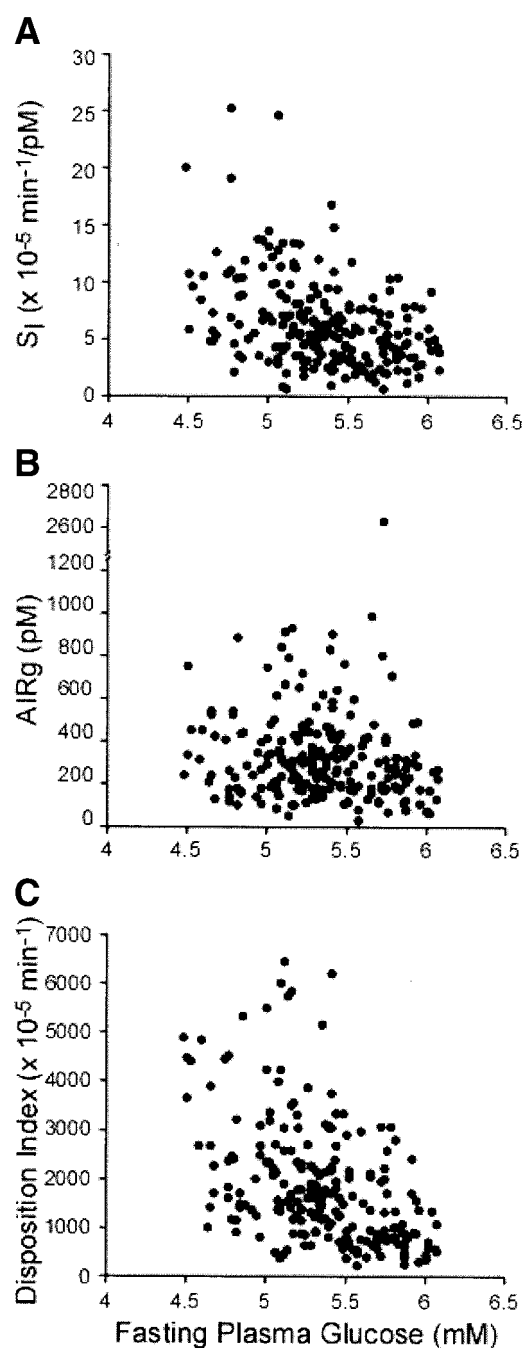 A
30
25
20
15
10
5
0
S_I (x 10⁻⁵ min⁻¹/pM)
4 4.5 5 5.5 6 6.5
B
2800
2600
1200
1000
800
600
400
200
0
AIRg (pM)
4 4.5 5 5.5 6 6.5
C
7000
6000
5000
4000
3000
2000
1000
0
Disposition Index (x 10⁻⁵ min⁻¹)
4 4.5 5 5.5 6 6.5
Fasting Plasma Glucose (mM)